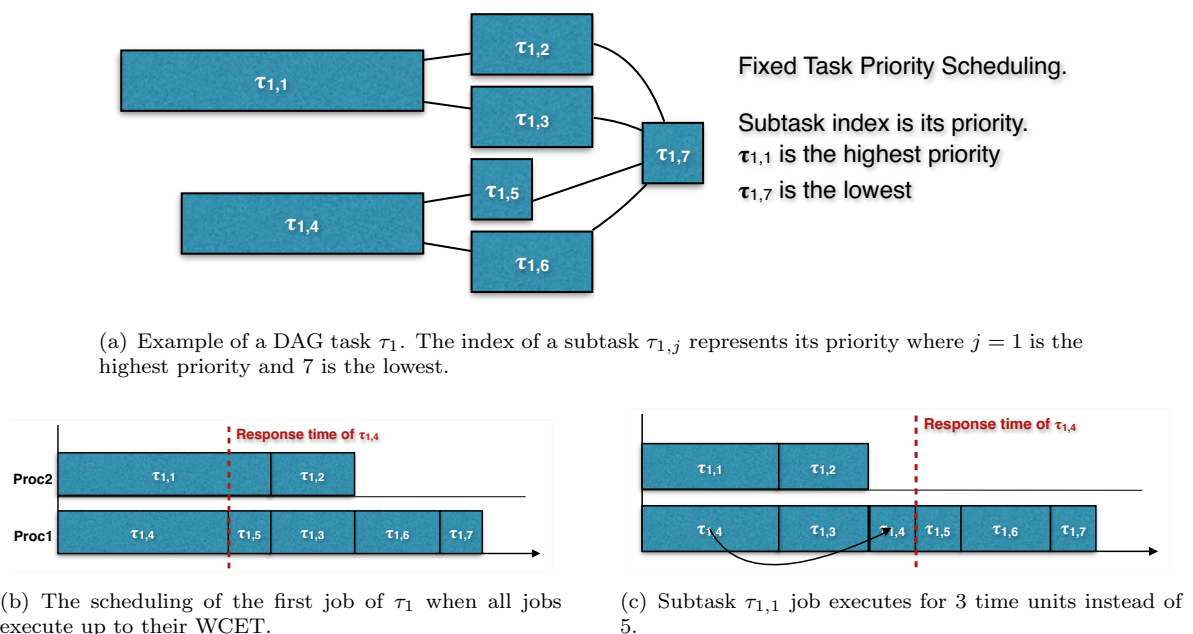 τ1,1
τ1,2
τ1,3
τ1,4
τ1,5
τ1,6
τ1,7
Fixed Task Priority Scheduling.
Subtask index is its priority.
τ1,1 is the highest priority
τ1,7 is the lowest
(a) Example of a DAG task τ1. The index of a subtask τ1,j represents its priority where j = 1 is the
highest priority and 7 is the lowest.
Response time of τ1,4
Proc2
τ1,1 τ1,2
Proc1
τ1,4 τ1,5 τ1,3 τ1,6 τ1,7
(b) The scheduling of the first job of τ1 when all jobs
execute up to their WCET.
Response time of τ1,4
τ1,1 τ1,2
τ1,4 τ1,3 τ1,4 τ1,5 τ1,6 τ1,7
(c) Subtask τ1,1 job executes for 3 time units instead of
5.